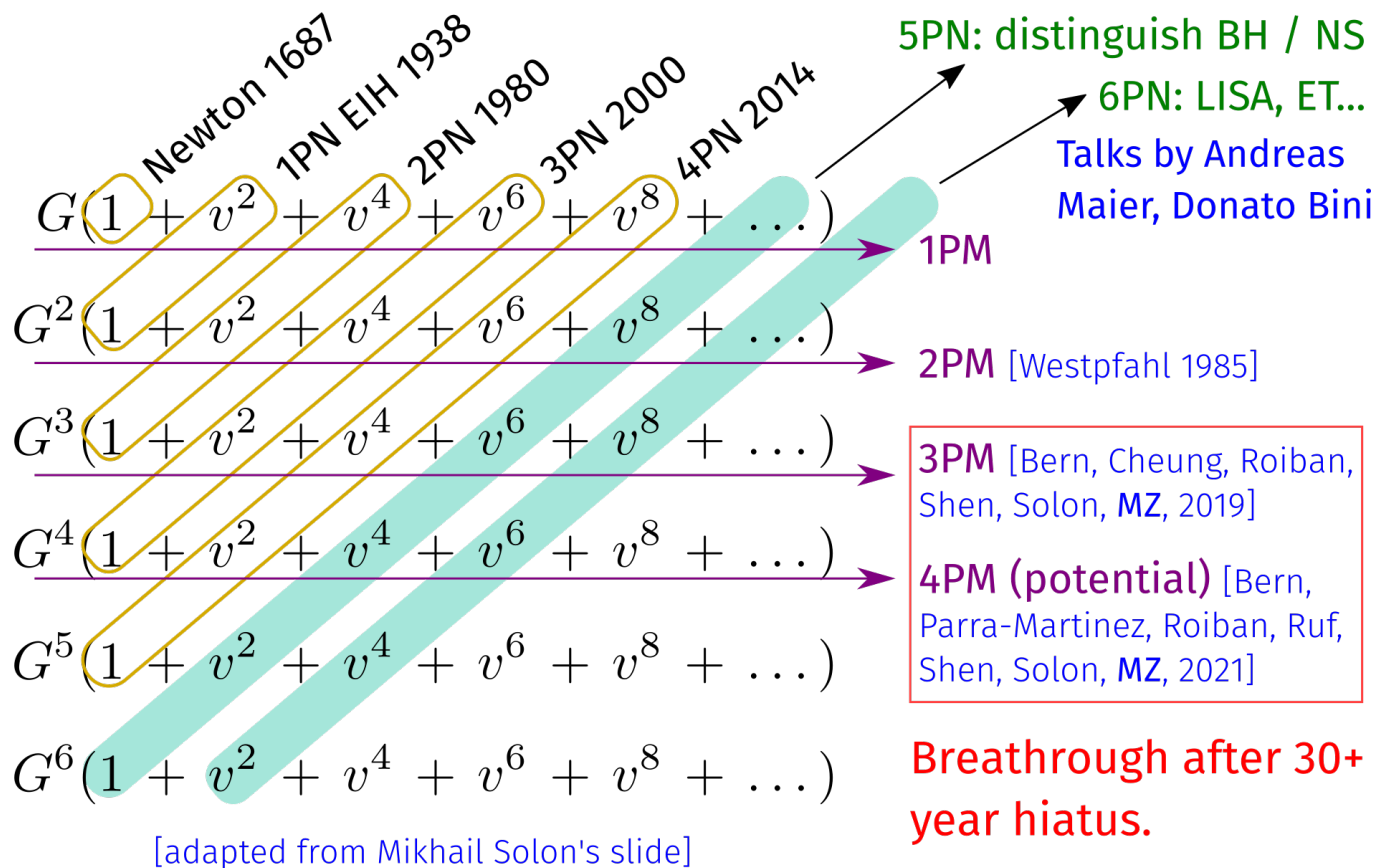 5PN: distinguish BH / NS
6PN: LISA, ET...
Talks by Andreas
Maier, Donato Bini
Newton 1687
1PN EIH 1938
2PN 1980
3PN 2000
4PN 2014
G(1 + v² + v⁴ + v⁶ + v⁸ + ...)
1PM
G²(1 + v² + v⁴ + v⁶ + v⁸ + ...)
2PM [Westpfahl 1985]
G³(1 + v² + v⁴ + v⁶ + v⁸ + ...)
3PM [Bern, Cheung, Roiban,
Shen, Solon, MZ, 2019]
G⁴(1 + v² + v⁴ + v⁶ + v⁸ + ...)
4PM (potential) [Bern,
Parra-Martinez, Roiban, Ruf,
Shen, Solon, MZ, 2021]
G⁵(1 + v² + v⁴ + v⁶ + v⁸ + ...)
G⁶(1 + v² + v⁴ + v⁶ + v⁸ + ...)
Breathrough after 30+
year hiatus.
[adapted from Mikhail Solon's slide]